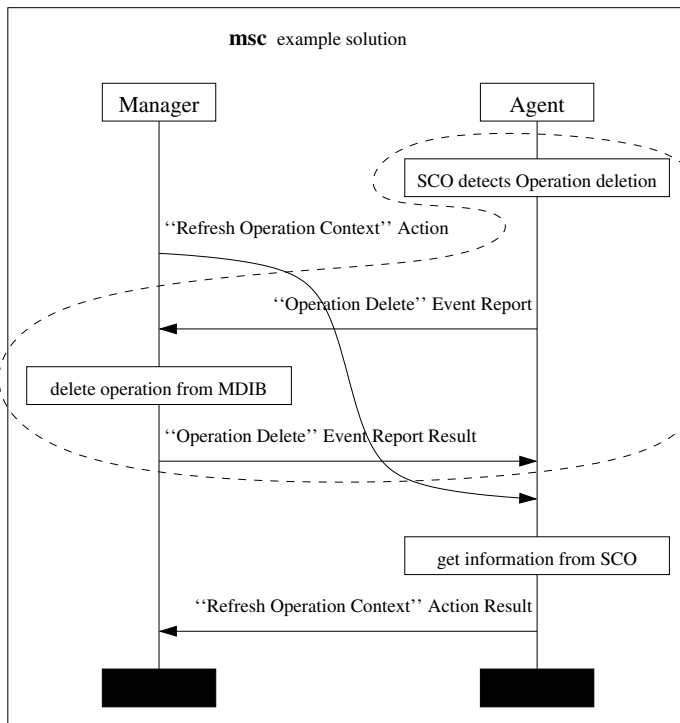 msc example solution
Manager
Agent
SCO detects Operation deletion
‘‘Refresh Operation Context’’ Action
‘‘Operation Delete’’ Event Report
delete operation from MDIB
‘‘Operation Delete’’ Event Report Result
get information from SCO
‘‘Refresh Operation Context’’ Action Result